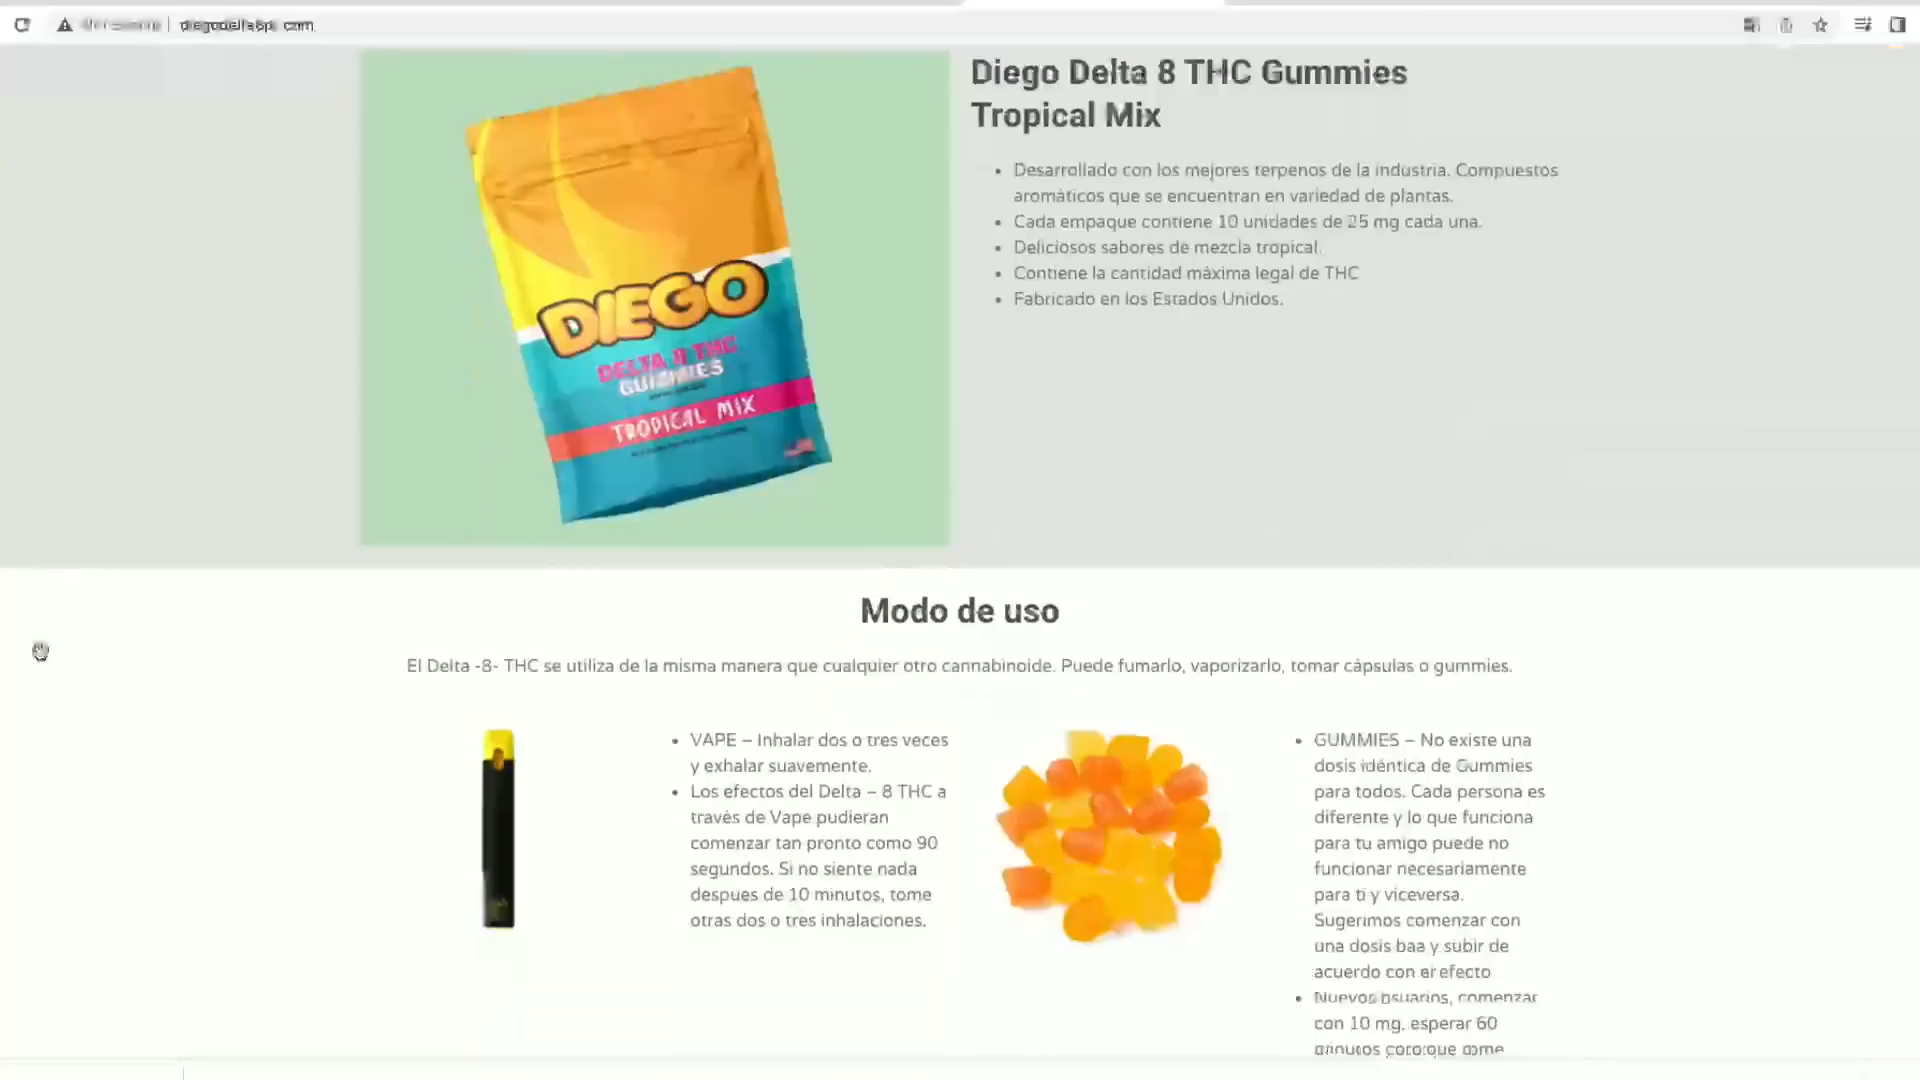 Diego Delta 8 THC Gummies
Tropical Mix
• Desarrollado con los mejores terpenos de la industria. Compuestos
aromáticos que se encuentran en variedad de plantas.
• Cada empaque contiene 10 unidades de 25 mg cada una.
• Deliciosos sabores de mezcla tropical.
• Contiene la cantidad máxima legal de THC
• Fabricado en los Estados Unidos.
DIEGO
DELTA 8 THC
GUMMIES
TROPICAL MIX
Modo de uso
El Delta -8- THC se utiliza de la misma manera que cualquier otro cannabinoide. Puede fumarlo, vaporizarlo, tomar cápsulas o gummies.
• VAPE – Inhalar dos o tres veces
y exhalar suavemente.
• Los efectos del Delta – 8 THC a
través de Vape pudieran
comenzar tan pronto como 90
segundos. Si no siente nada
despues de 10 minutos, tome
otras dos o tres inhalaciones.
• GUMMIES – No existe una
dosis idéntica de Gummies
para todos. Cada persona es
diferente y lo que funciona
para tu amigo puede no
funcionar necesariamente
para ti y viceversa.
Sugerimos comenzar con
una dosis baa y subir de
acuerdo con el efecto
• Nuevos usuarios, comenzar
con 10 mg, esperar 60
minutos